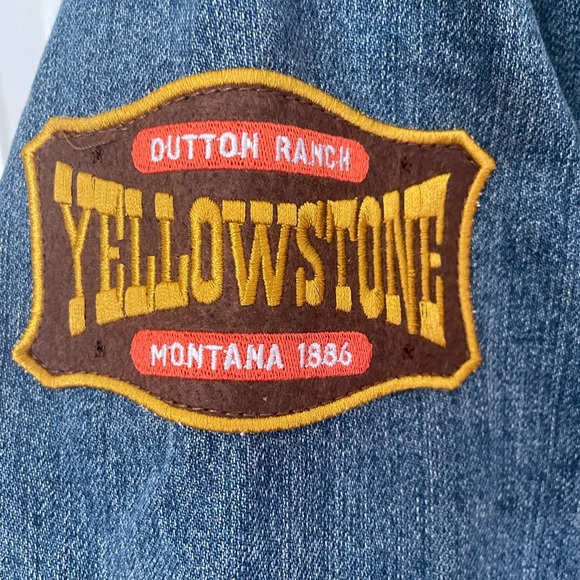 DUTTON RANCH
YELLOWSTONE
MONTANA 1886